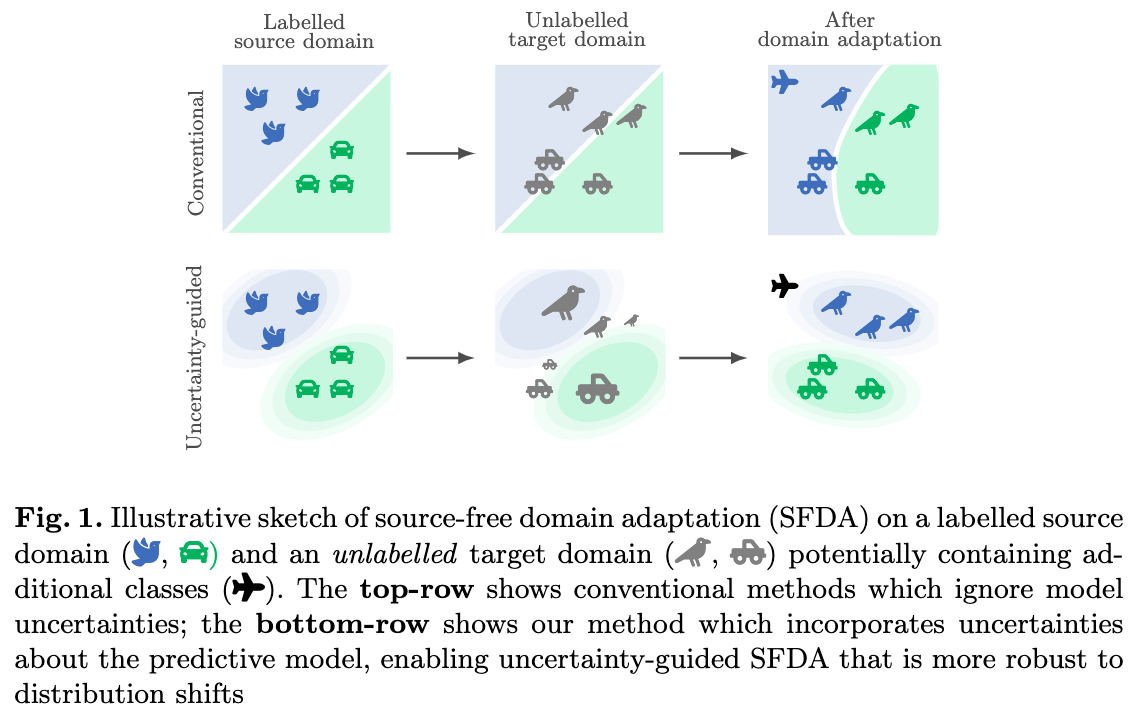 Labelled
source domain
Unlabelled
target domain
After
domain adaptation
Conventional
Uncertainty-guided
Fig. 1. Illustrative sketch of source-free domain adaptation (SFDA) on a labelled source
domain ( , ) and an unlabelled target domain ( , ) potentially containing ad-
ditional classes ( ). The top-row shows conventional methods which ignore model
uncertainties; the bottom-row shows our method which incorporates uncertainties
about the predictive model, enabling uncertainty-guided SFDA that is more robust to
distribution shifts